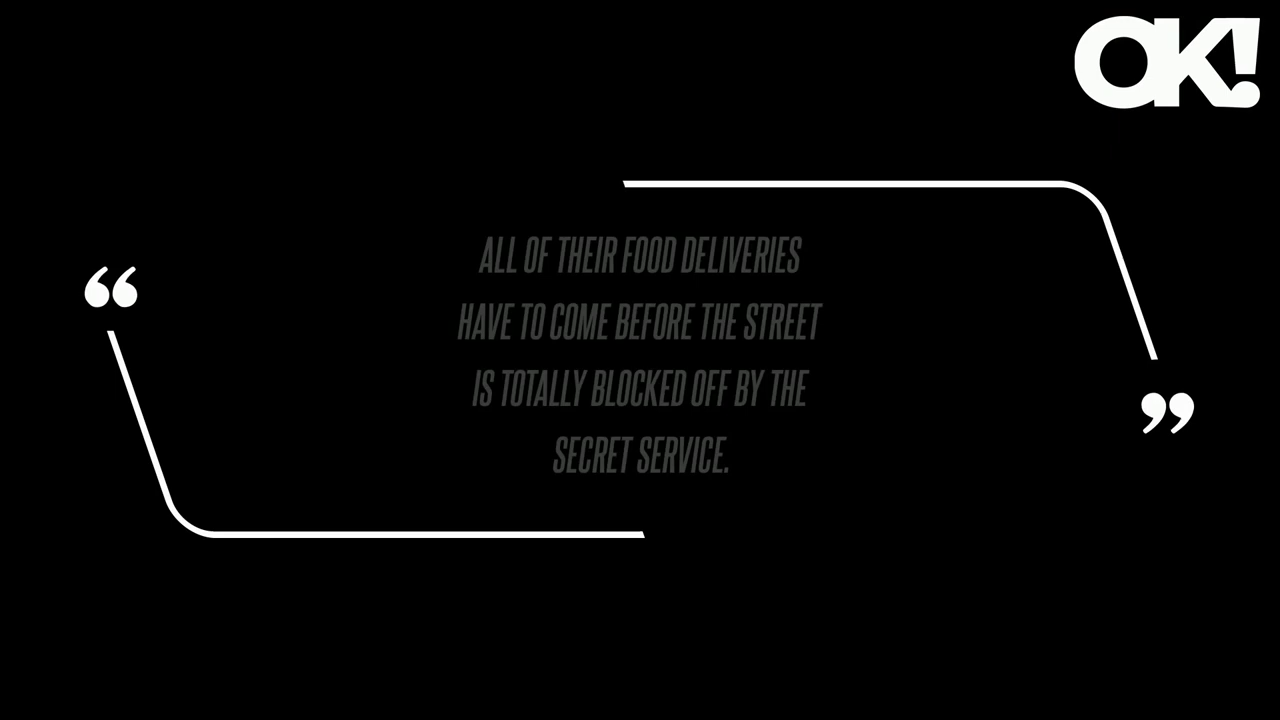 OK!
“
ALL OF THEIR FOOD DELIVERIES
HAVE TO COME BEFORE THE STREET
IS TOTALLY BLOCKED OFF BY THE
SECRET SERVICE.
”